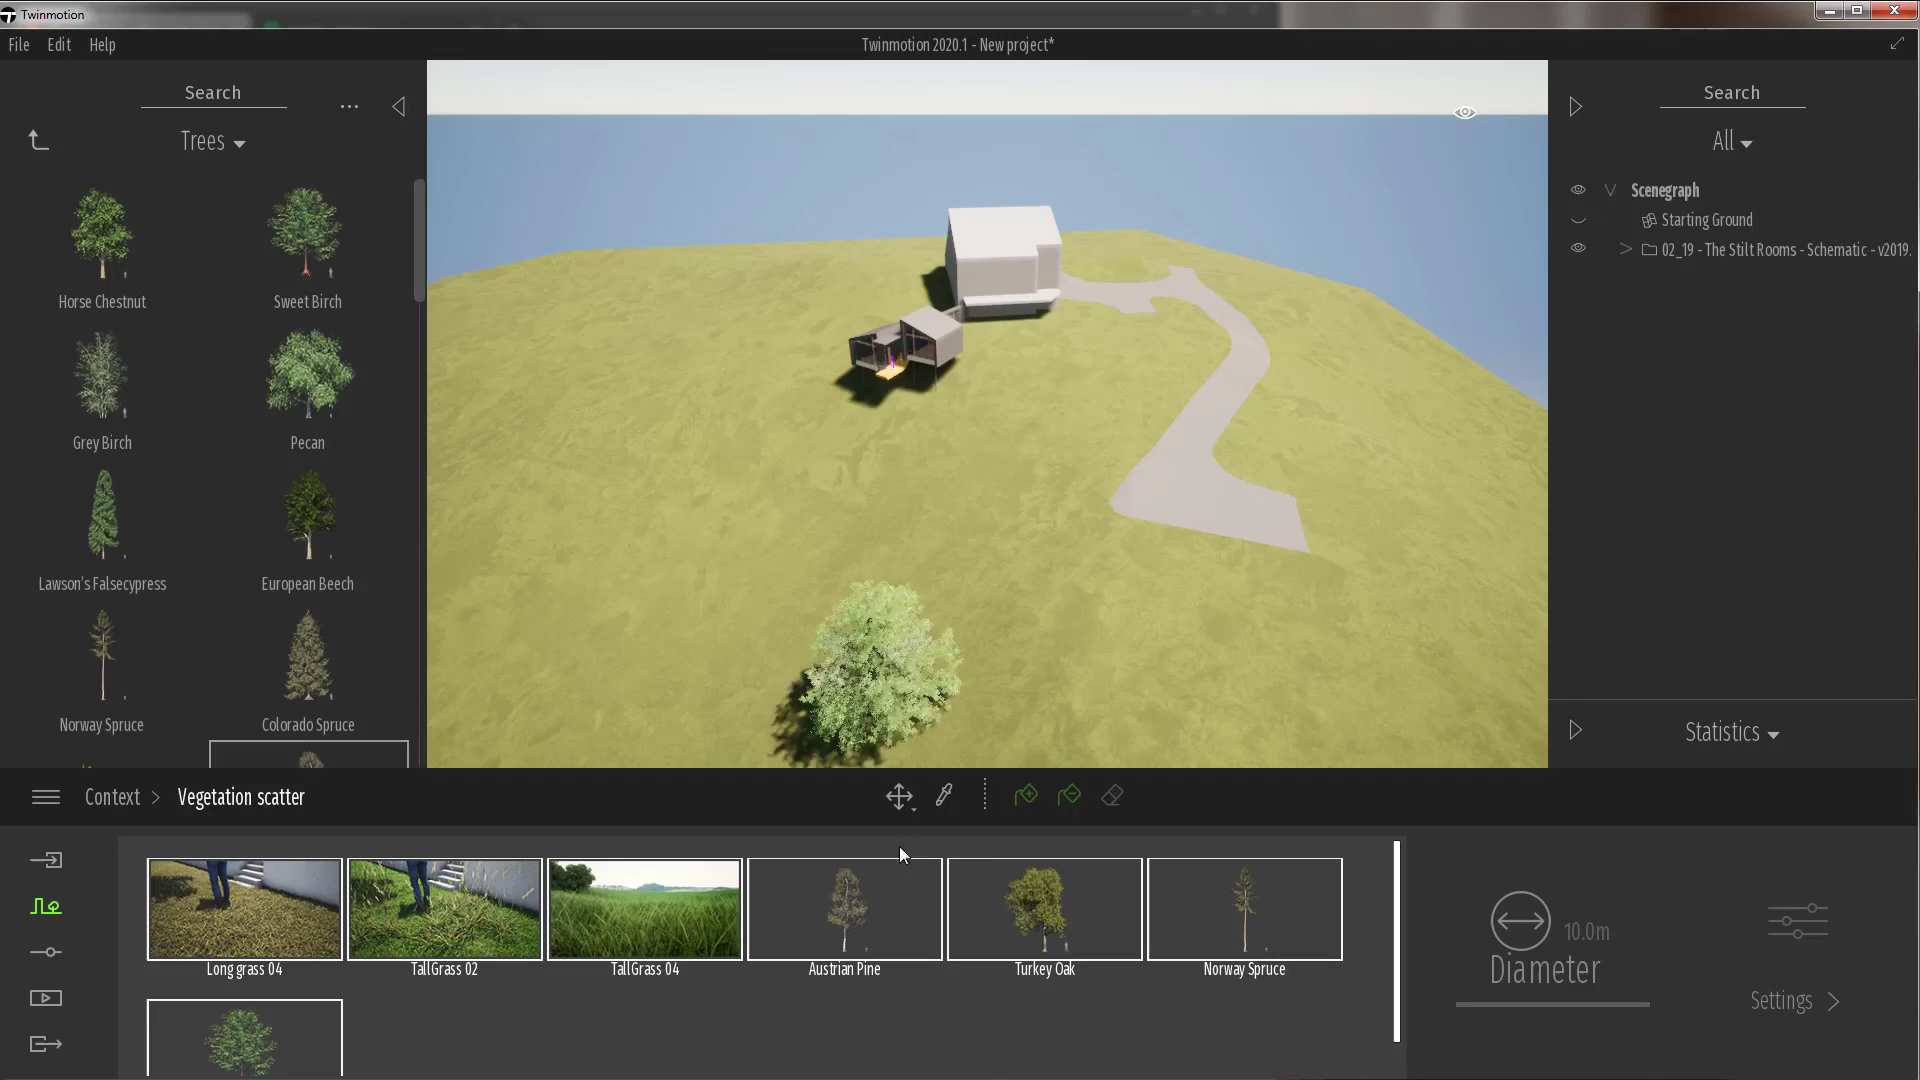 Twinmotion
File Edit Help
Twinmotion 2020.1 - New project*
Search
...
Trees
Horse Chestnut
Sweet Birch
Grey Birch
Pecan
Lawson's Falsecypress
European Beech
Norway Spruce
Colorado Spruce
Search
All
Scenegraph
Starting Ground
02_19 - The Stilt Rooms - Schematic - v2019.
Statistics
Context > Vegetation scatter
Long grass 04
TallGrass 02
TallGrass 04
Austrian Pine
Turkey Oak
Norway Spruce
10.0m
Diameter
Settings